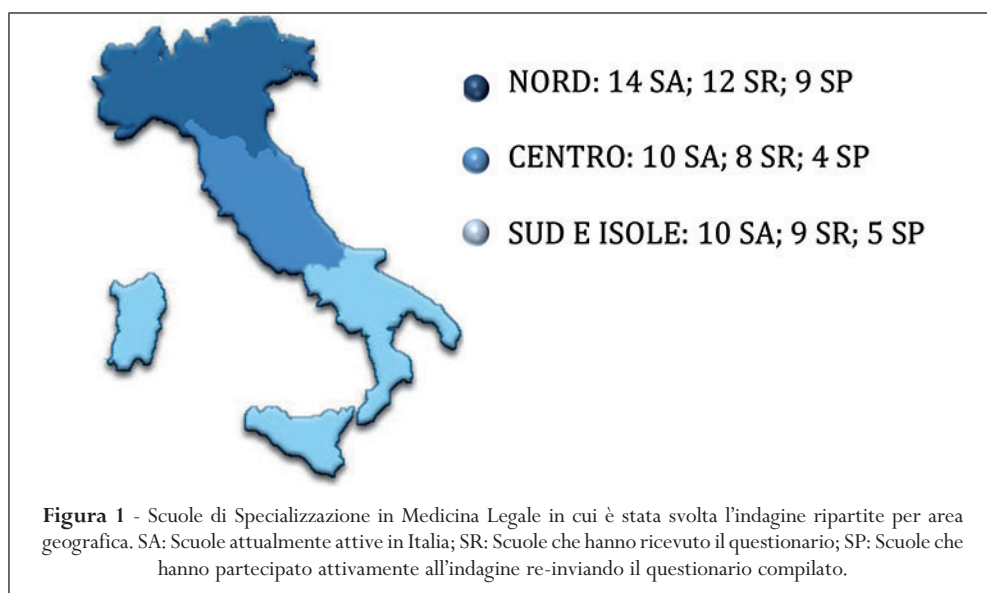 NORD: 14 SA; 12 SR; 9 SP
CENTRO: 10 SA; 8 SR; 4 SP
SUD E ISOLE: 10 SA; 9 SR; 5 SP
Figura 1 - Scuole di Specializzazione in Medicina Legale in cui è stata svolta l'indagine ripartite per area
geografica. SA: Scuole attualmente attive in Italia; SR: Scuole che hanno ricevuto il questionario; SP: Scuole che
hanno partecipato attivamente all'indagine re-inviando il questionario compilato.